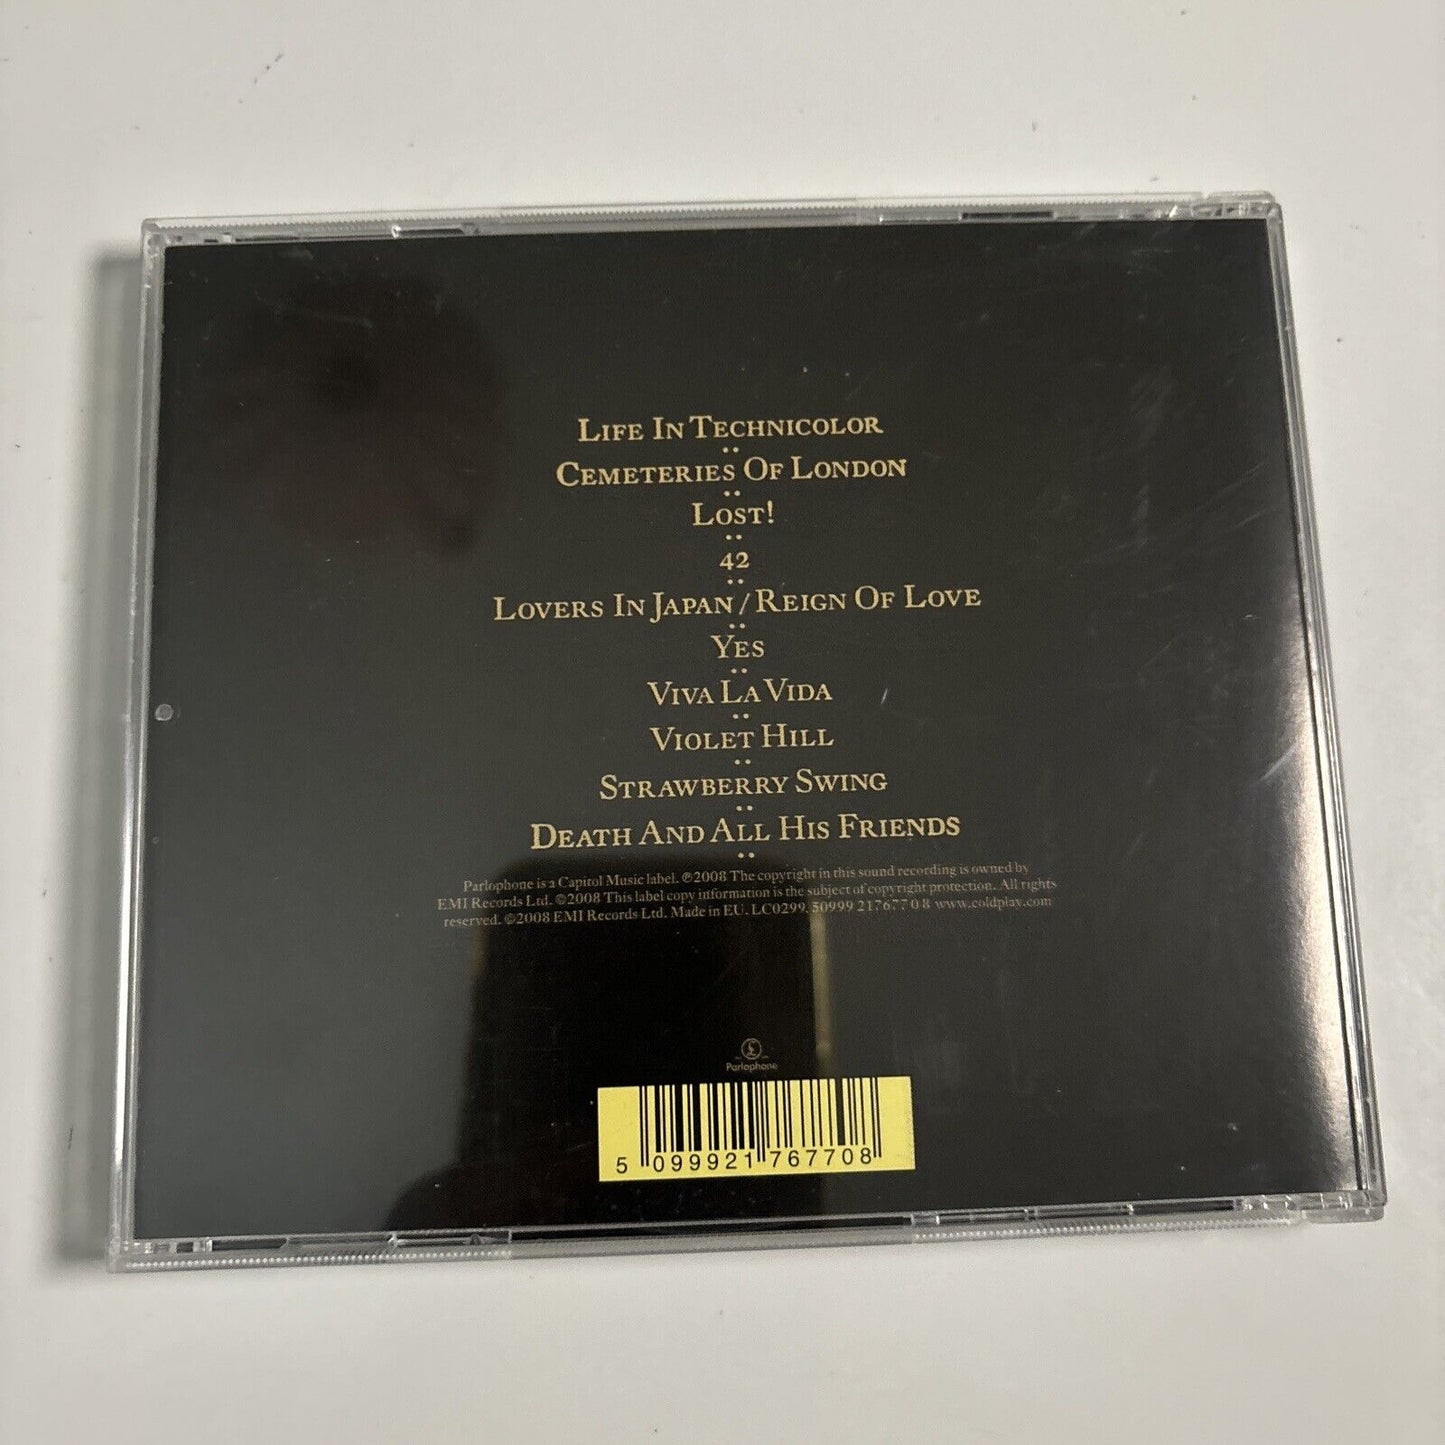 LIFE IN TECHNICOLOR
CEMETERIES OF LONDON
LOST!
42
LOVERS IN JAPAN / REIGN OF LOVE
YES
VIVA LA VIDA
VIOLET HILL
STRAWBERRY SWING
DEATH AND ALL HIS FRIENDS
Parlophone is a Capitol Music label. ℗2008 The copyright in this sound recording is owned by
EMI Records Ltd. ©2008 This label copy information is the subject of copyright protection. All rights
reserved. ©2008 EMI Records Ltd. Made in EU. LC0299. 50999 217677 0 8 www.coldplay.com
£
Parlophone
5 099921 767708